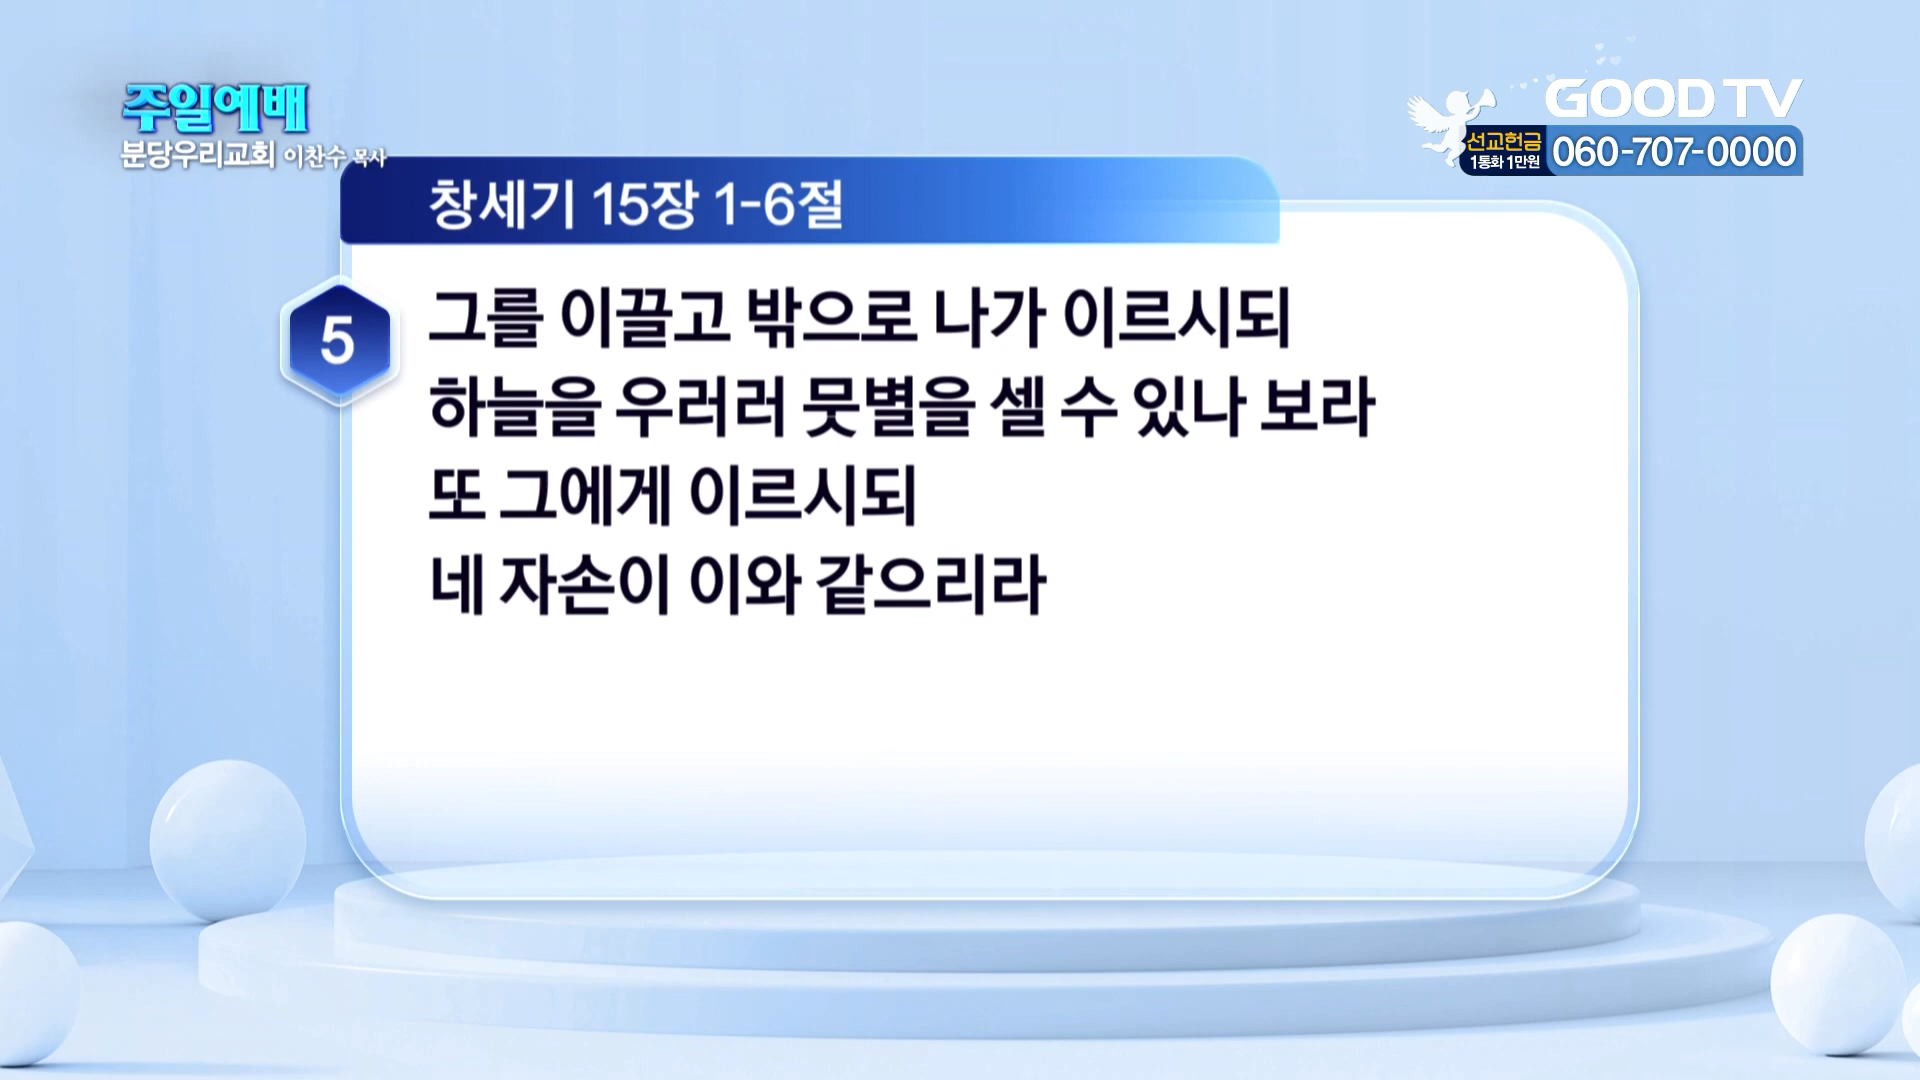 주일예배
분당우리교회 이찬수 목사
GOOD TV
선교헌금
1통화 1만원
060-707-0000
창세기 15장 1-6절
5
그를 이끌고 밖으로 나가 이르시되
하늘을 우러러 뭇별을 셀 수 있나 보라
또 그에게 이르시되
네 자손이 이와 같으리라